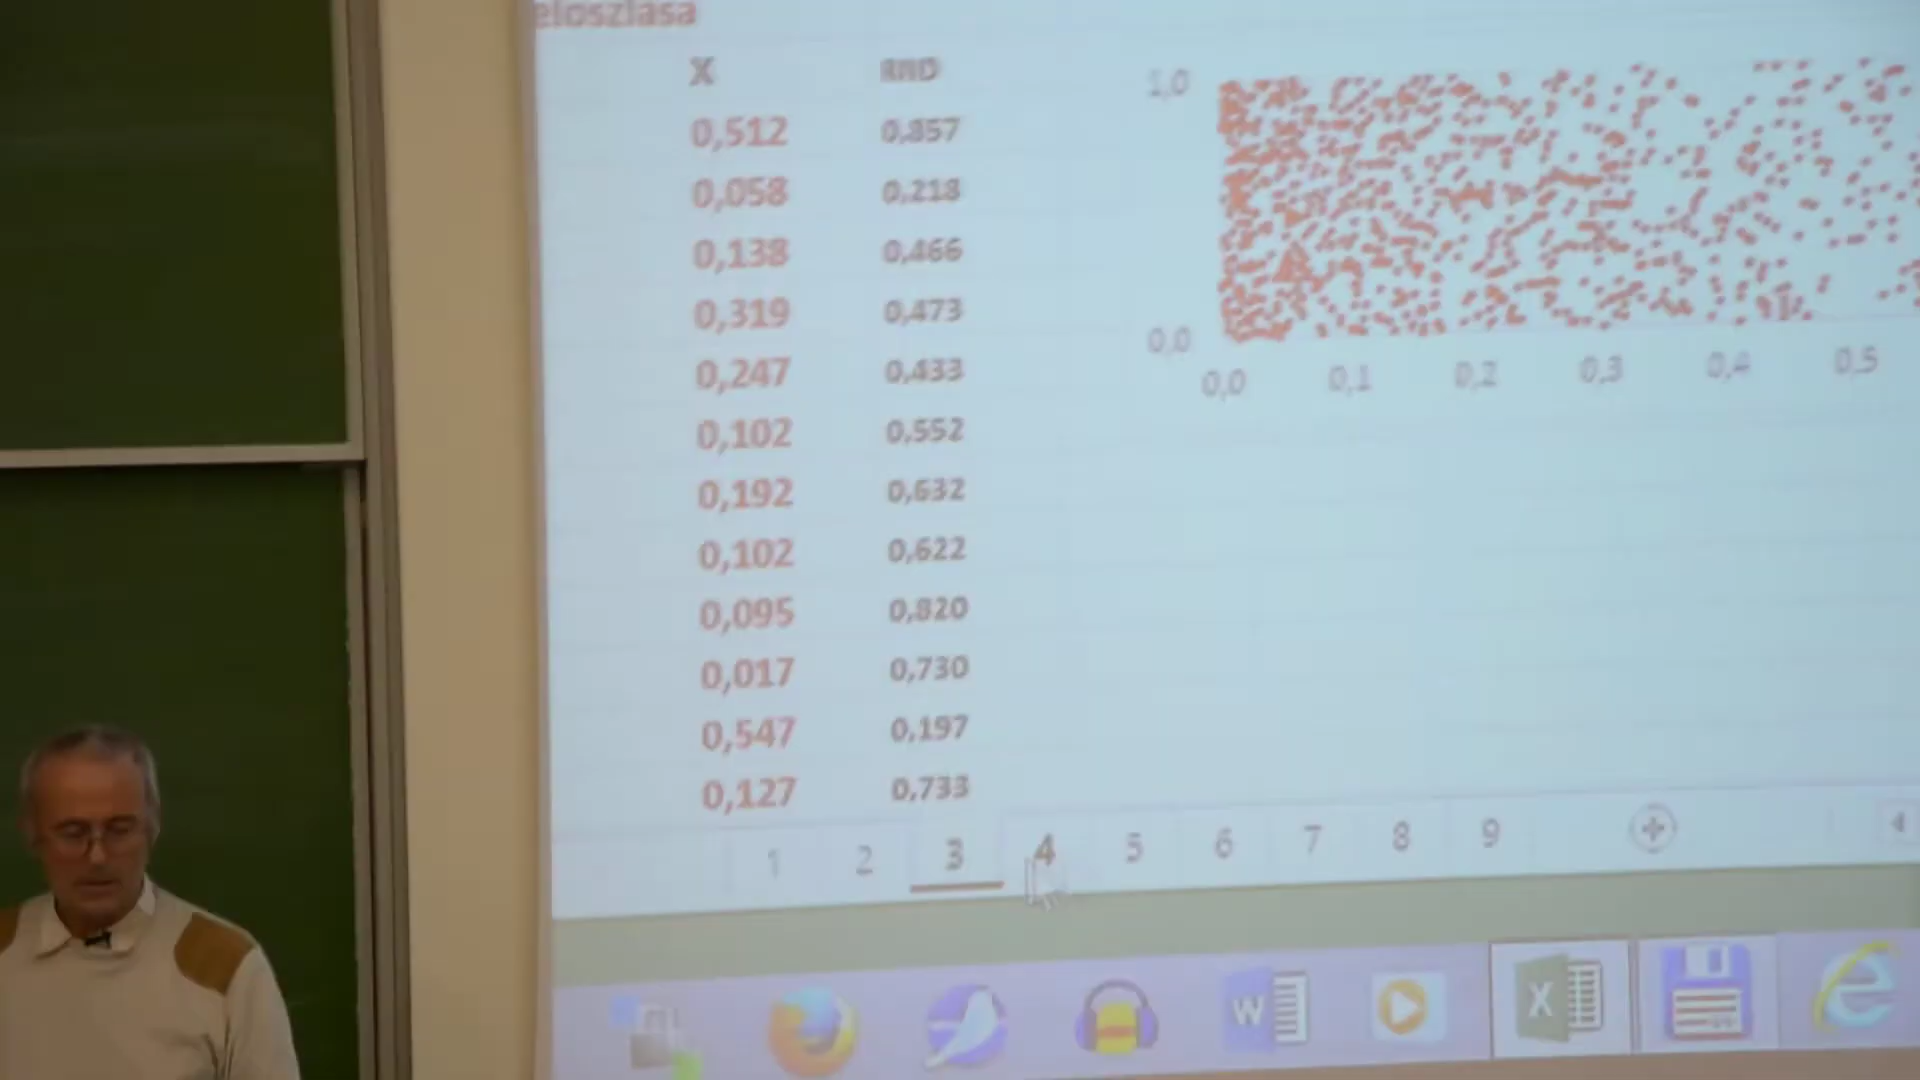 eloszlása
X RND
0,512 0,857
0,058 0,218
0,138 0,466
0,319 0,473
0,247 0,433
0,102 0,552
0,192 0,632
0,102 0,622
0,095 0,820
0,017 0,730
0,547 0,197
0,127 0,733
1,0
0,0
0,0 0,1 0,2 0,3 0,4 0,5
1 2 3 4 5 6 7 8 9
W X